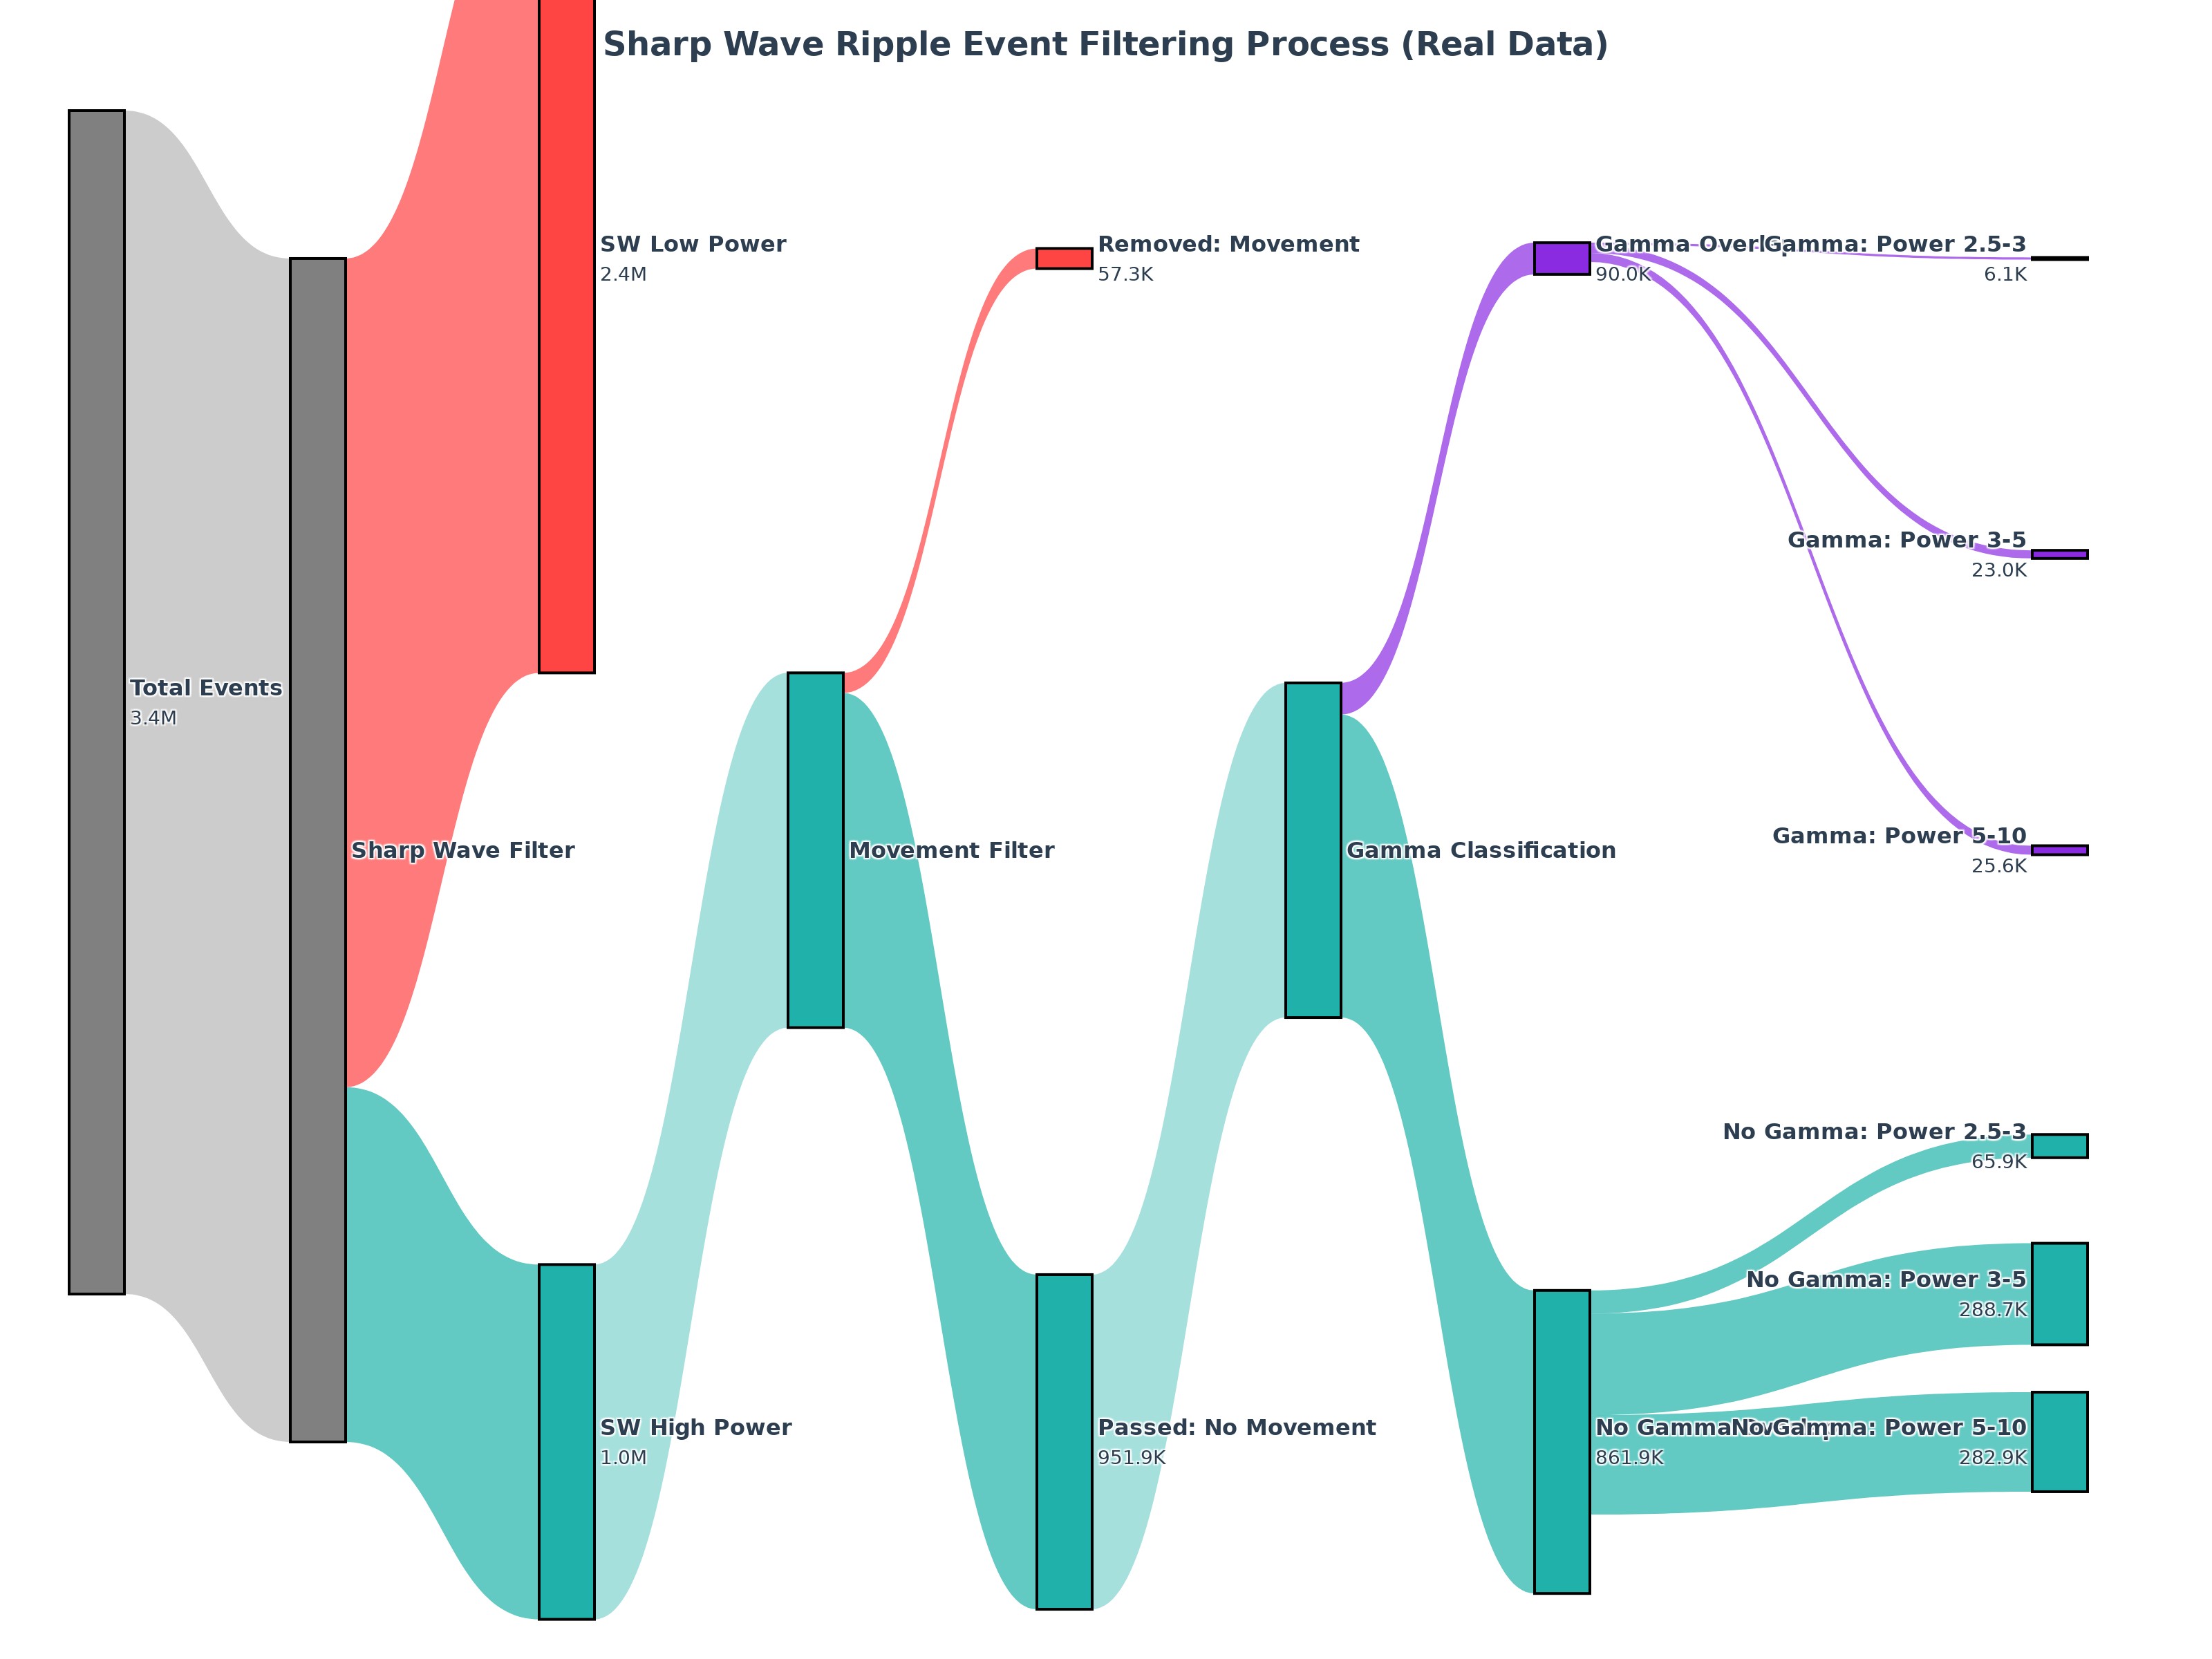 Sharp Wave Ripple Event Filtering Process (Real Data)
Total Events
3.4M
Sharp Wave Filter
SW Low Power
2.4M
SW High Power
1.0M
Movement Filter
Removed: Movement
57.3K
Passed: No Movement
951.9K
Gamma Classification
Gamma
90.0K
No Gamma
861.9K
Gamma: Power 2.5-3
6.1K
Gamma: Power 3-5
23.0K
Gamma: Power 5-10
25.6K
No Gamma: Power 2.5-3
65.9K
No Gamma: Power 3-5
288.7K
No Gamma: Power 5-10
282.9K